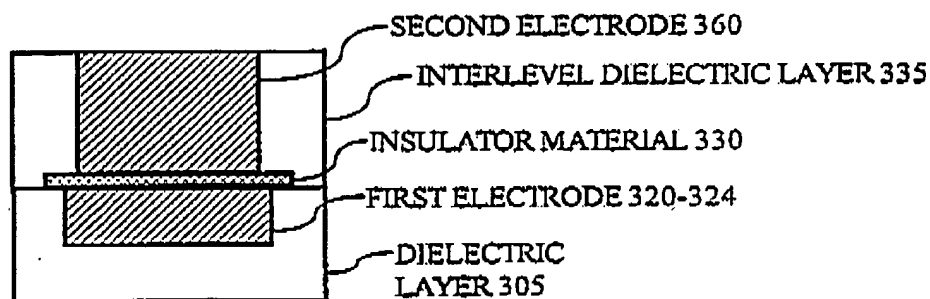 SECOND ELECTRODE 360
INTERLEVEL DIELECTRIC LAYER 335
INSULATOR MATERIAL 330
FIRST ELECTRODE 320-324
DIELECTRIC
LAYER 305